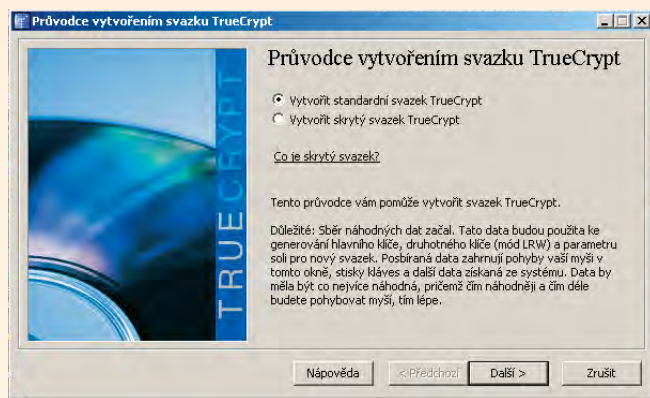 Průvodce vytvořením svazku TrueCrypt
TRUECRYPT
Průvodce vytvořením svazku TrueCrypt
Vytvořit standardní svazek TrueCrypt
Vytvořit skrytý svazek TrueCrypt
Co je skrytý svazek?
Tento průvodce vám pomůže vytvořit svazek TrueCrypt.
Důležité: Sběr náhodných dat začal. Tato data budou použita ke
generování hlavního klíče, druhotného klíče (mód LRW) a parametru
soli pro nový svazek. Posbíraná data zahrnují pohyby vaší myši v
tomto okně, stisky kláves a další data získaná ze systému. Data by
měla být co nejvíce náhodná, pričemž čím náhodněji a čím déle
budete pohybovat myší, tím lépe.
Nápověda
< Předchozí
Další >
Zrušit